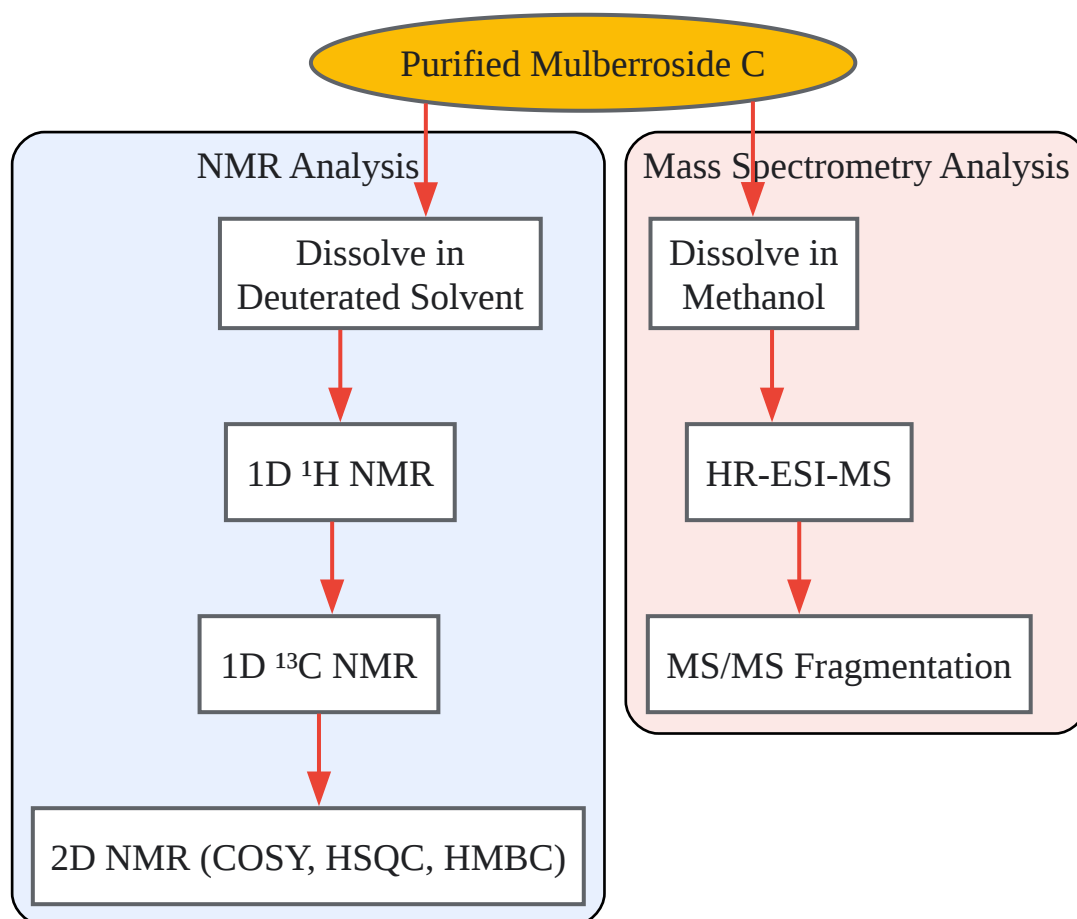 Purified Mulberroside C
NMR Analysis
Dissolve in
Deuterated Solvent
1D ¹H NMR
1D ¹³C NMR
2D NMR (COSY, HSQC, HMBC)
Mass Spectrometry Analysis
Dissolve in
Methanol
HR-ESI-MS
MS/MS Fragmentation